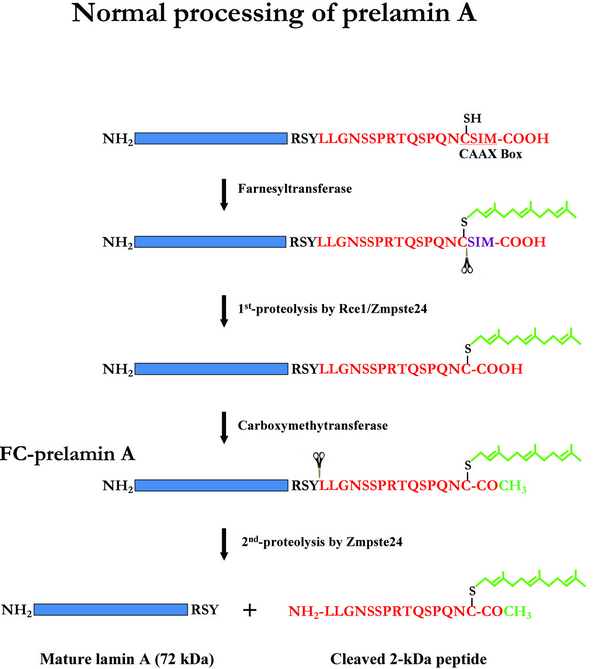 Normal processing of prelamin A
SH
NH2 RSYLLGNSSPRTQSPQNCSIM-COOH
CAAX Box
Farnesyltransferase
S
NH2 RSYLLGNSSPRTQSPQNCSIM-COOH
1st-proteolysis by Rce1/Zmpste24
S
NH2 RSYLLGNSSPRTQSPQNC-COOH
Carboxymethytransferase
FC-prelamin A
S
NH2 RSYLLGNSSPRTQSPQNC-COCH3
2nd-proteolysis by Zmpste24
S
NH2 RSY + NH2-LLGNSSPRTQSPQNC-COCH3
Mature lamin A (72 kDa) Cleaved 2-kDa peptide